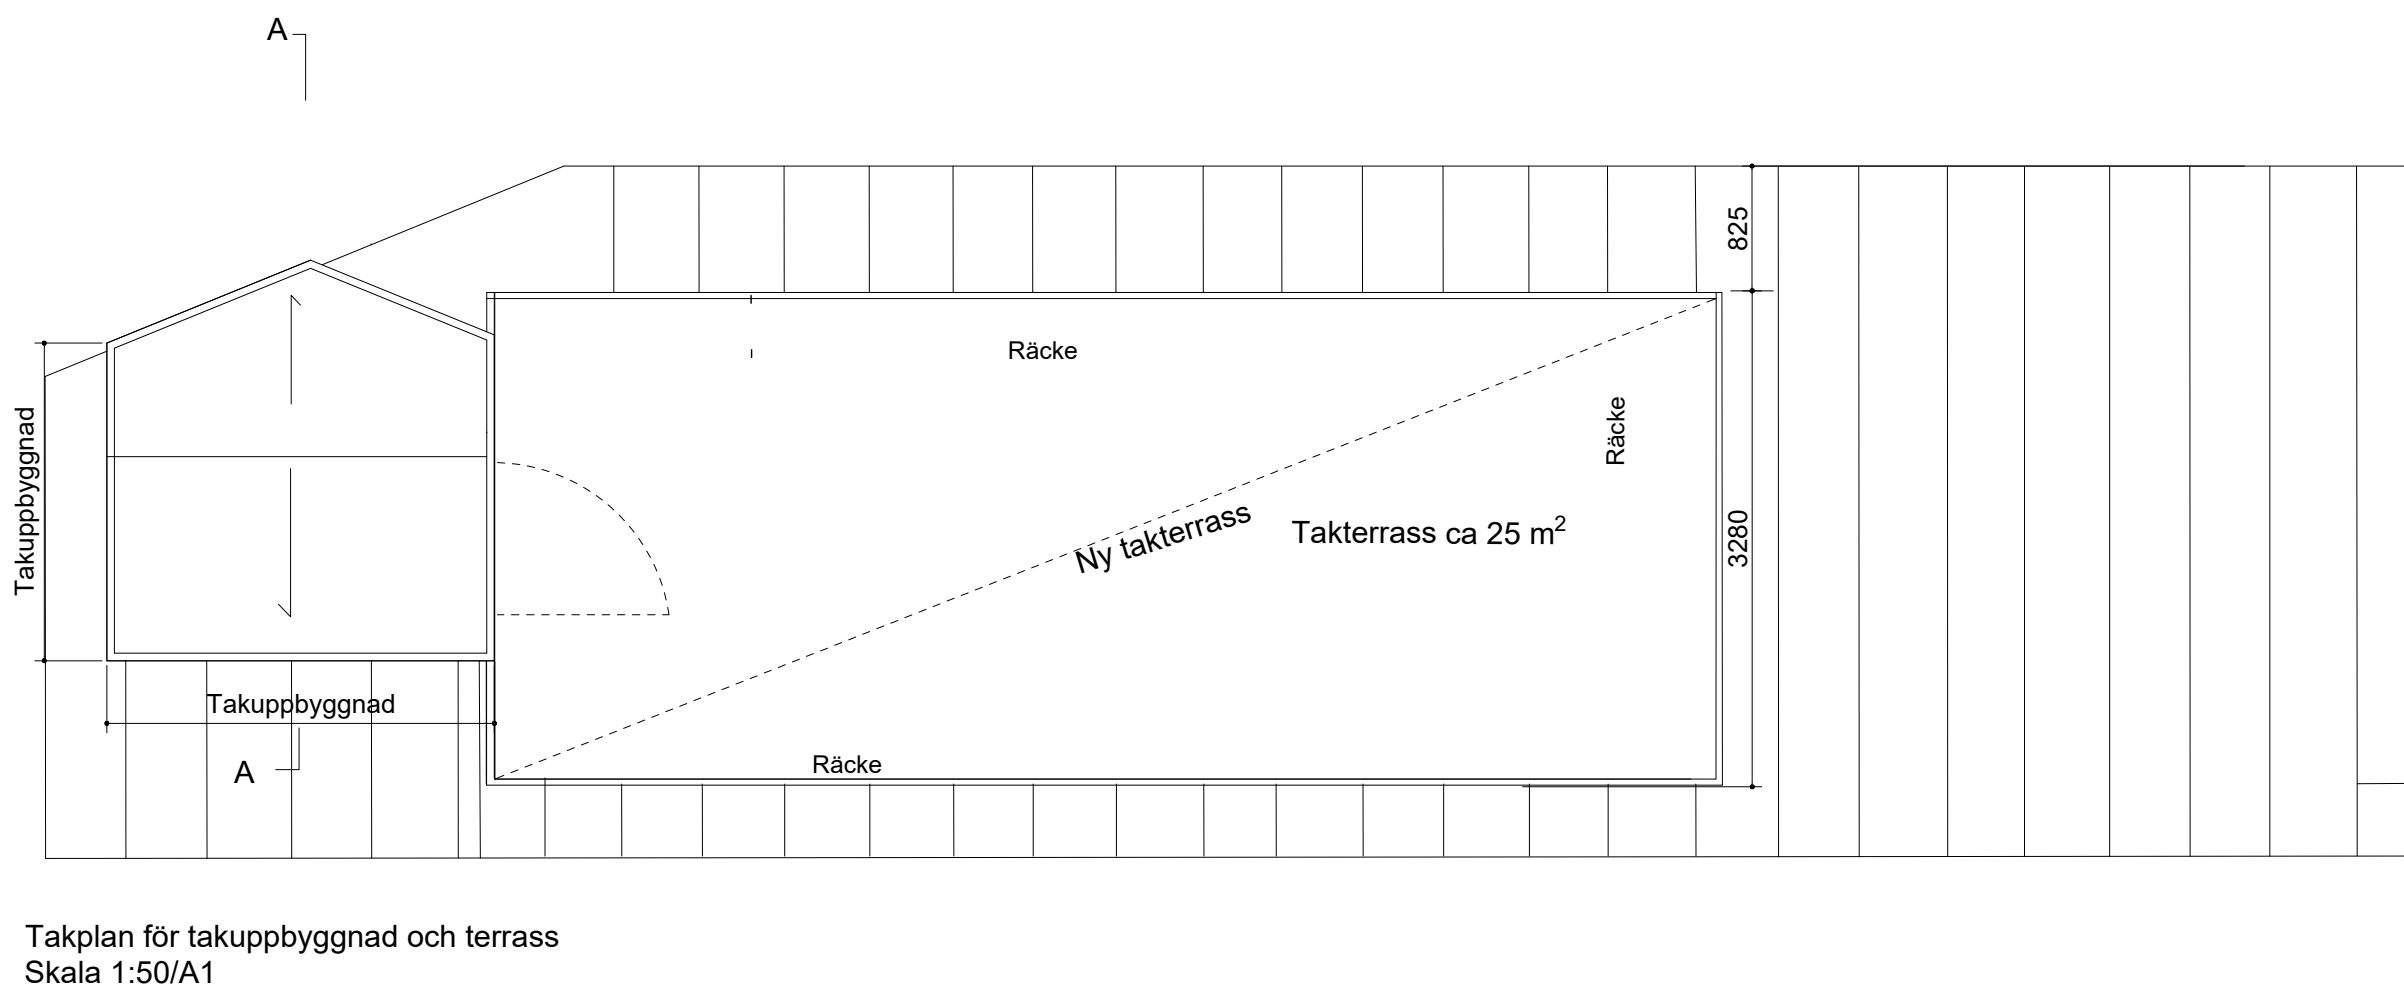 A
825
Räcke
Räcke
Takuppbyggnad
Ny takterrass
Takterrass ca 25 m²
3280
Takuppbyggnad
A
Räcke
Takplan för takuppbyggnad och terrass
Skala 1:50/A1